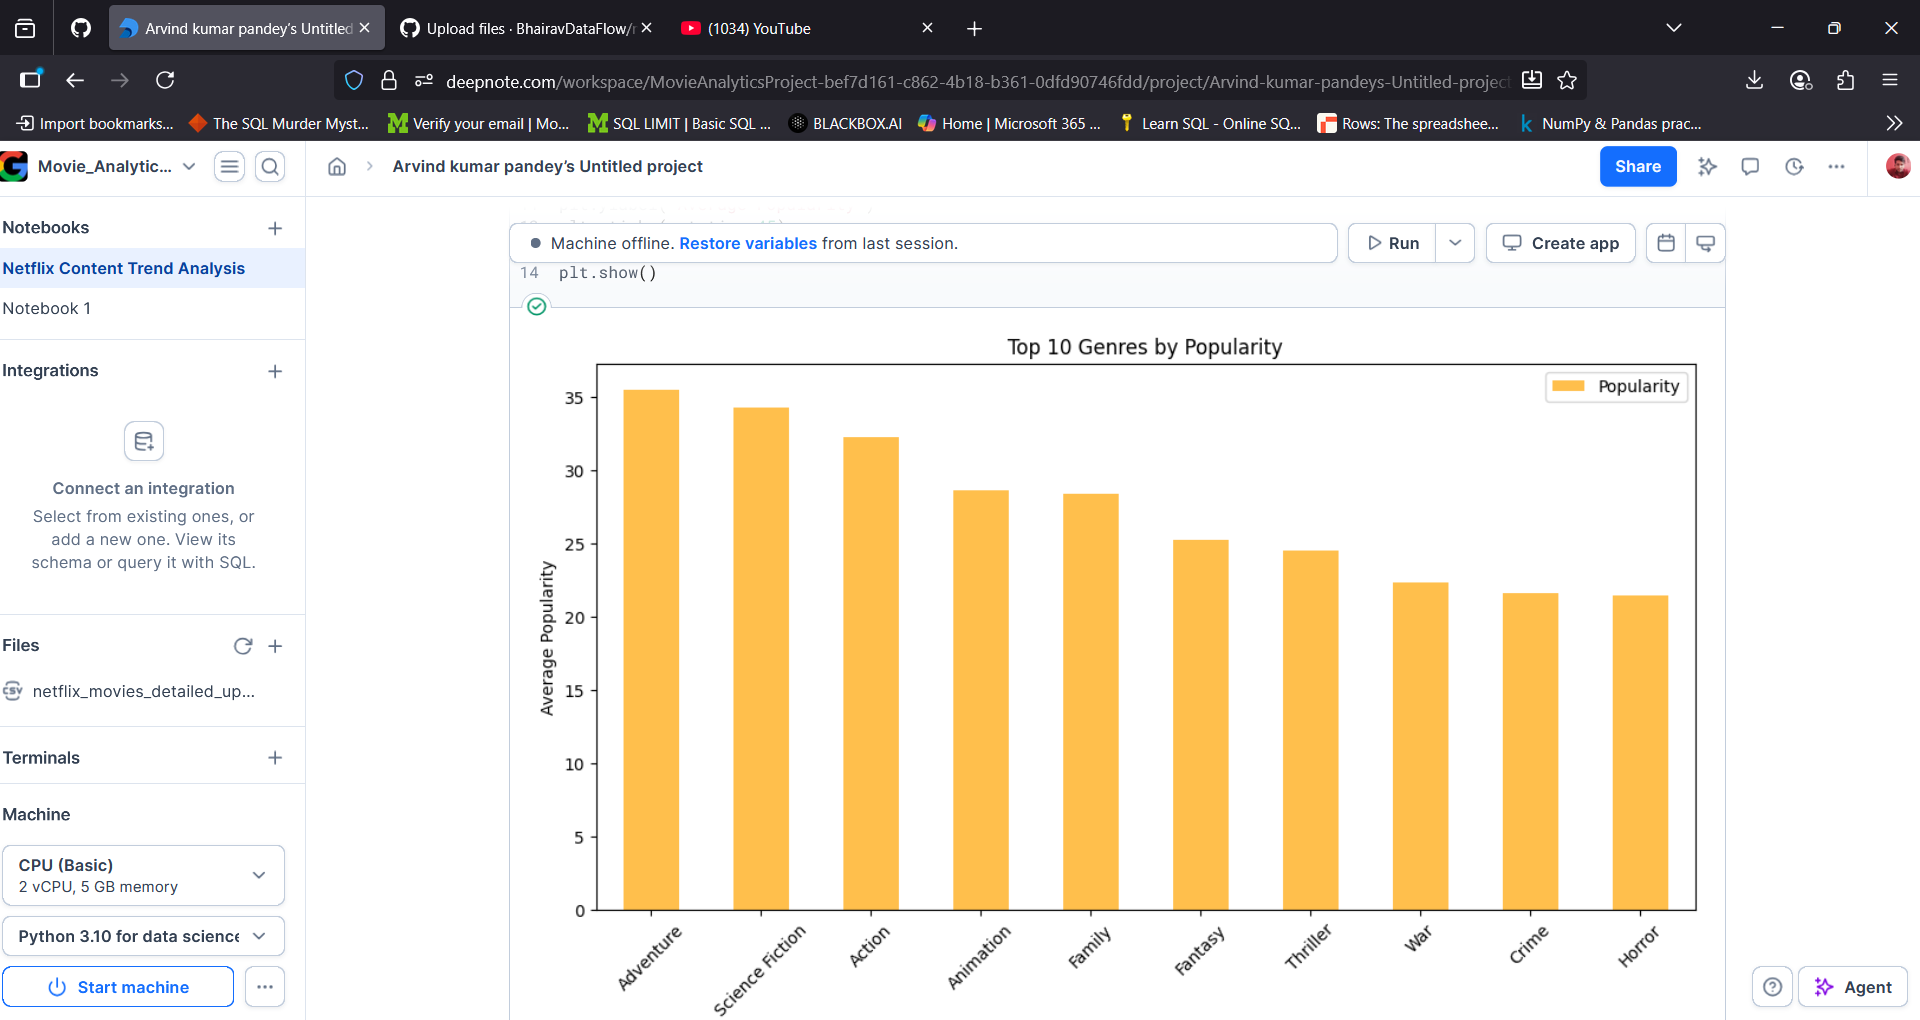 Arvind kumar pandey's Untitled
Upload files · BhairavDataFlow/
(1034) YouTube
deepnote.com/workspace/MovieAnalyticsProject-bef7d161-c862-4b18-b361-0dfd90746fdd/project/Arvind-kumar-pandeys-Untitled-project
Import bookmarks...
The SQL Murder Myst...
Verify your email | Mo...
SQL LIMIT | Basic SQL ...
BLACKBOX.AI
Home | Microsoft 365 ...
Learn SQL - Online SQ...
Rows: The spreadshee...
NumPy & Pandas prac...
Movie_Analytic...
Arvind kumar pandey's Untitled project
Share
Notebooks
Netflix Content Trend Analysis
Notebook 1
Integrations
Connect an integration
Select from existing ones, or
add a new one. View its
schema or query it with SQL.
Files
CSV
netflix_movies_detailed_up...
Terminals
Machine
CPU (Basic)
2 vCPU, 5 GB memory
Python 3.10 for data science
Start machine
Machine offline. Restore variables from last session.
Run
Create app
14 plt.show()
Top 10 Genres by Popularity
Popularity
Average Popularity
35
30
25
20
15
10
5
0
Adventure
Science Fiction
Action
Animation
Family
Fantasy
Thriller
War
Crime
Horror
Agent